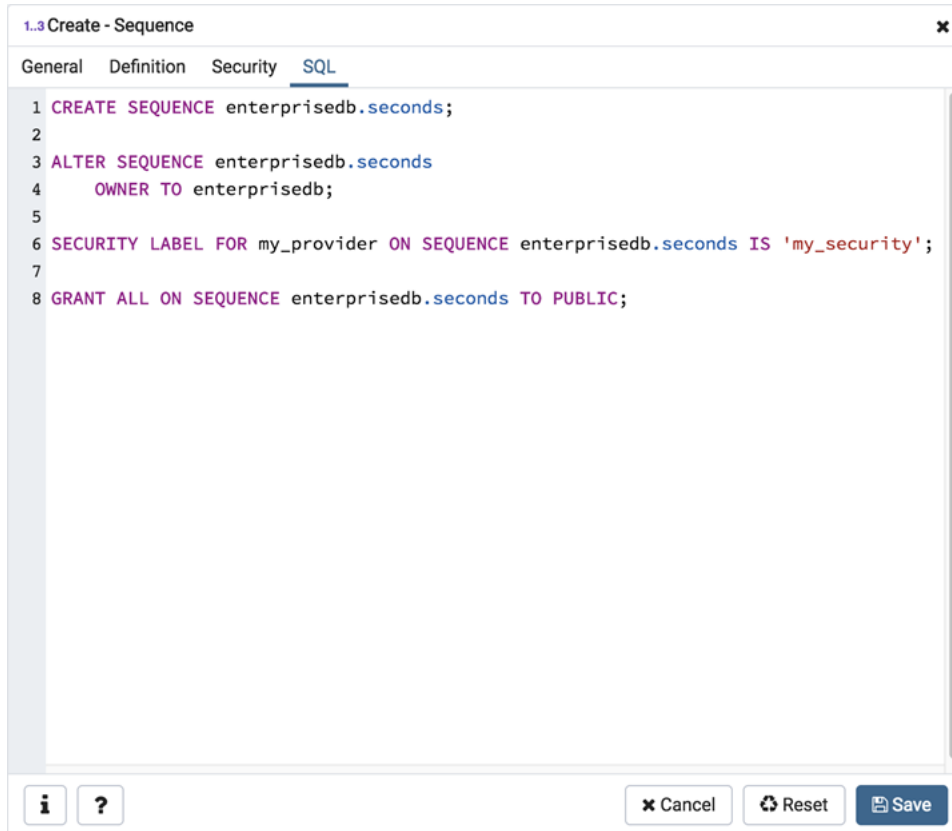 1..3 Create - Sequence
General Definition Security SQL
1 CREATE SEQUENCE enterprisedb.seconds;
2
3 ALTER SEQUENCE enterprisedb.seconds
4     OWNER TO enterprisedb;
5
6 SECURITY LABEL FOR my_provider ON SEQUENCE enterprisedb.seconds IS 'my_security';
7
8 GRANT ALL ON SEQUENCE enterprisedb.seconds TO PUBLIC;
i ? Cancel Reset Save